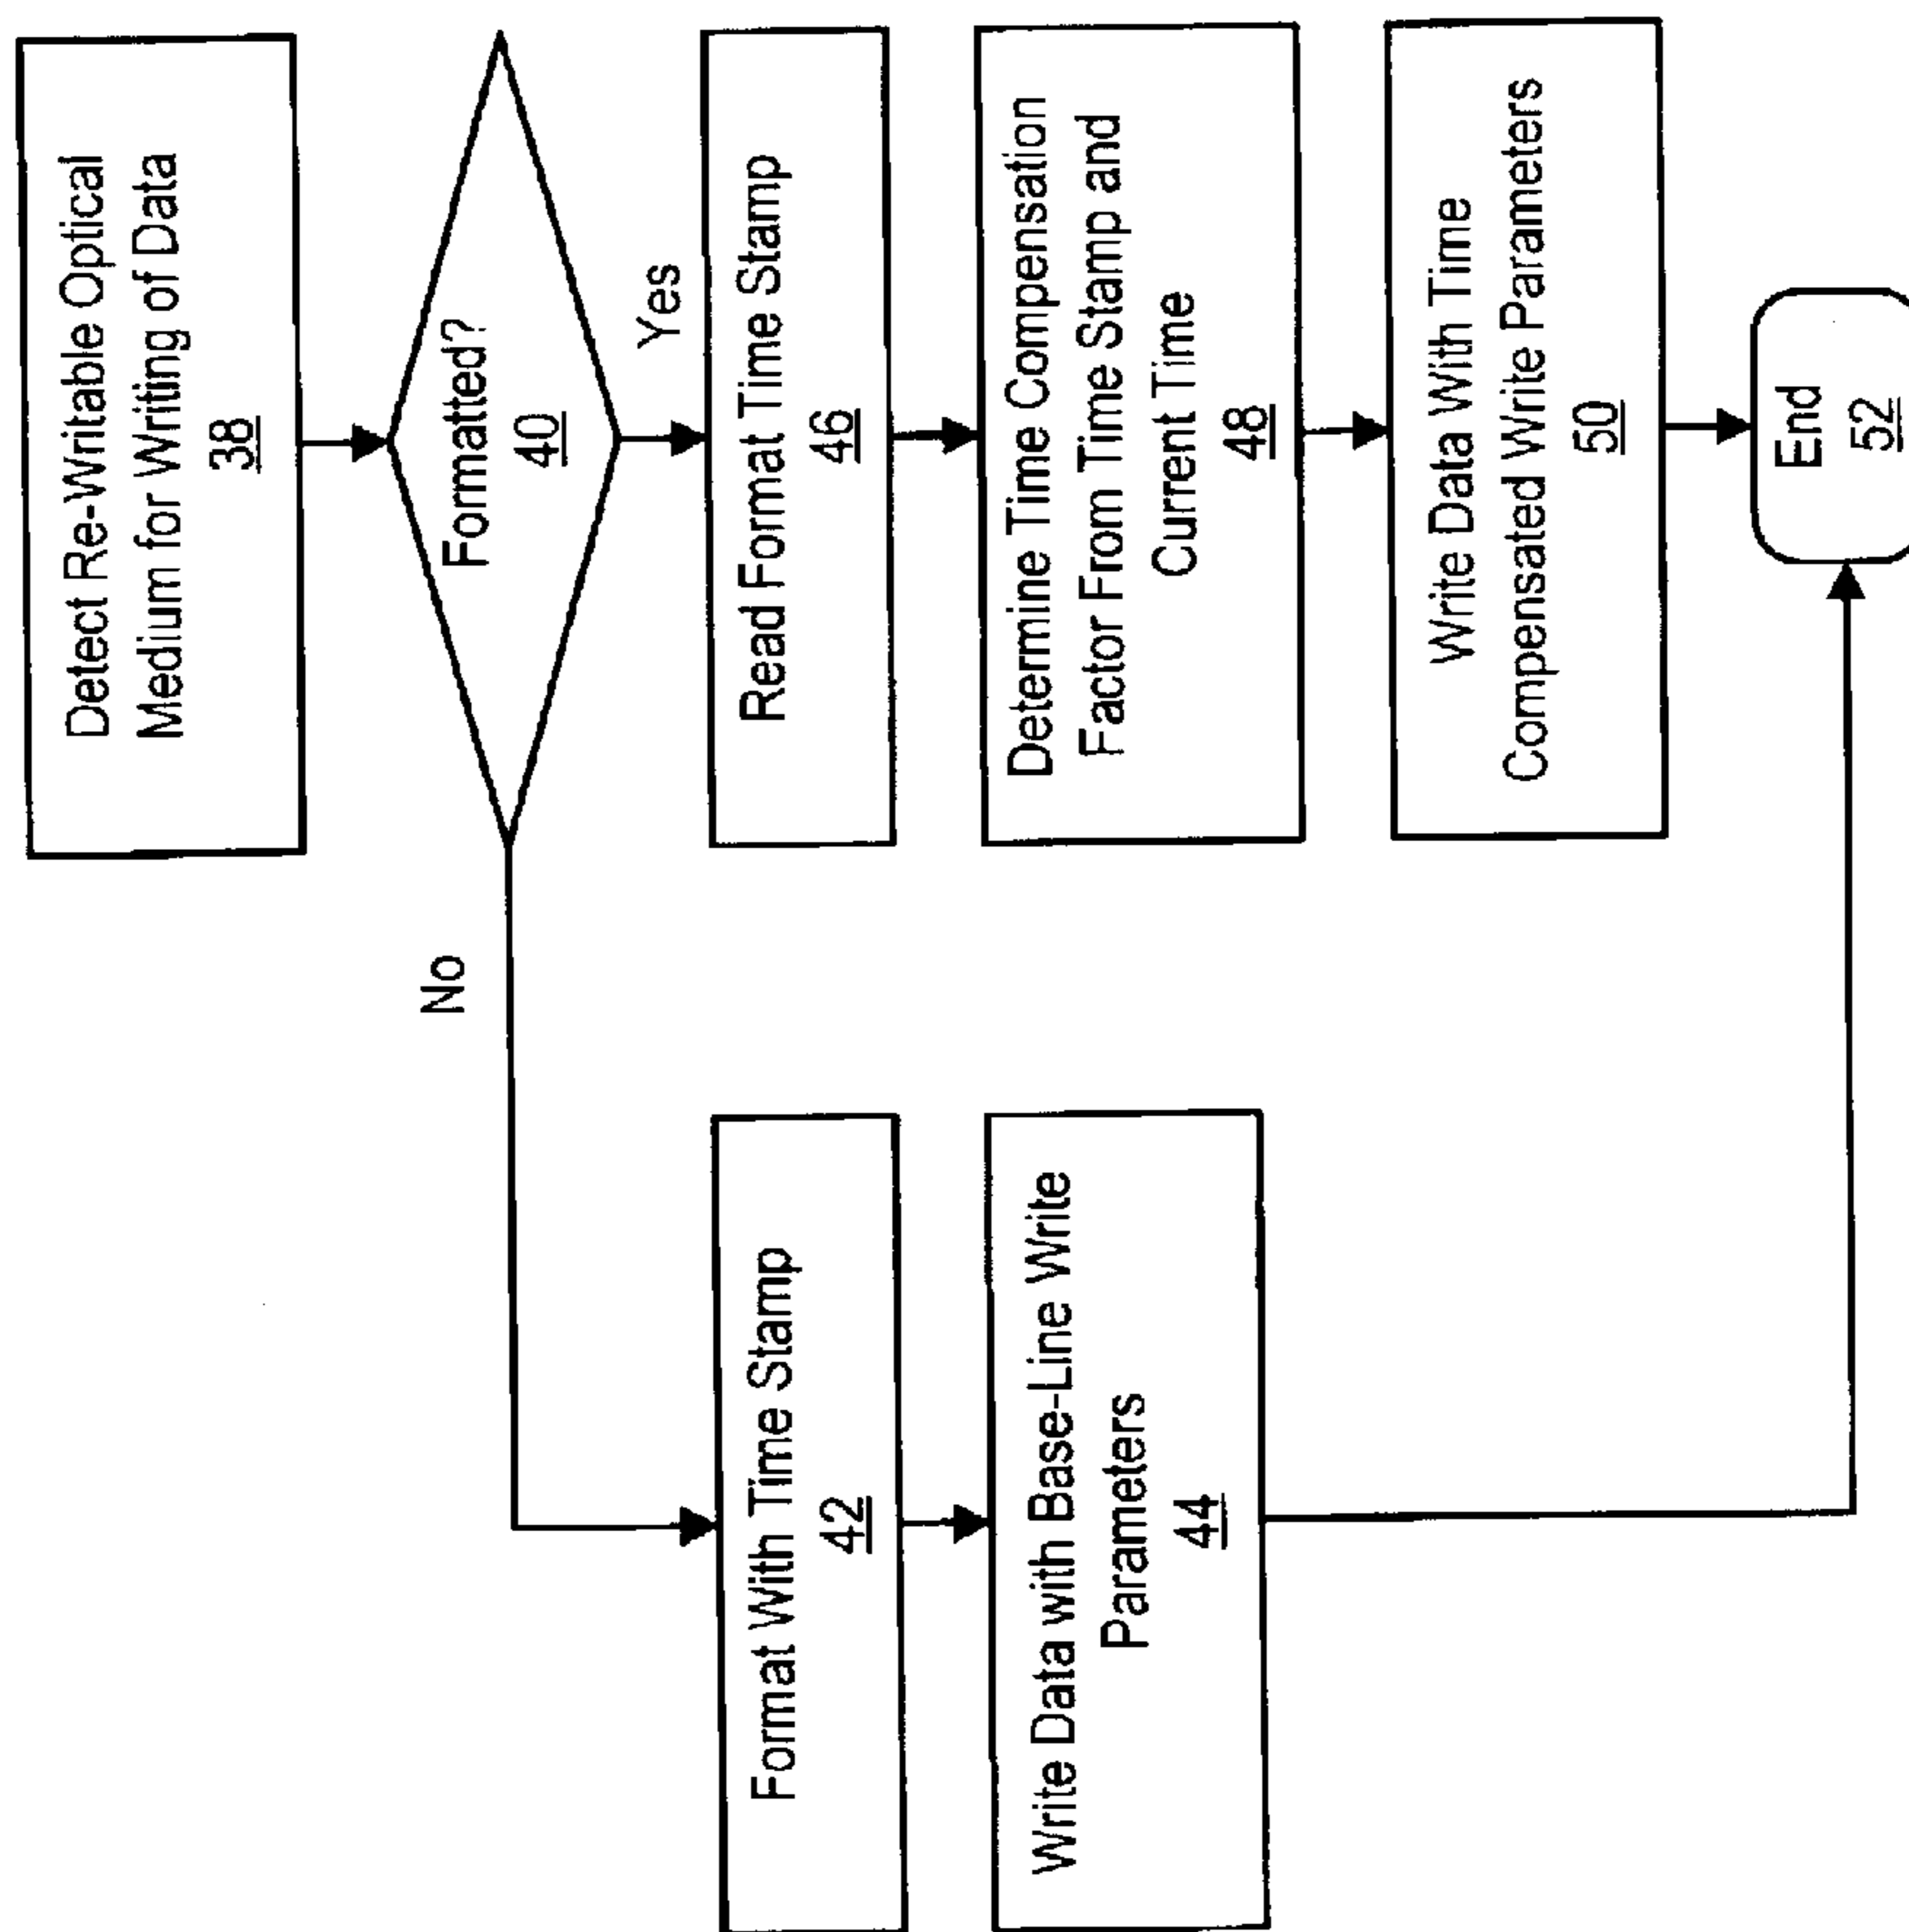 Detect Re-Writable Optical
Medium for Writing of Data
38
Formatted?
40
No
Yes
Format With Time Stamp
42
Write Data with Base-Line Write
Parameters
44
Read Format Time Stamp
46
Determine Time Compensation
Factor From Time Stamp and
Current Time
48
Write Data With Time
Compensated Write Parameters
50
End
52